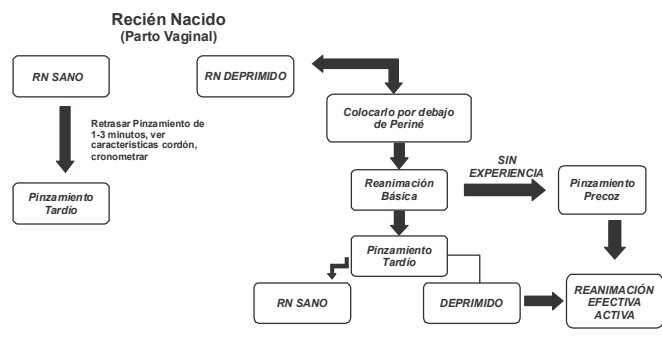 Recién Nacido
(Parto Vaginal)
RN SANO
RN DEPRIMIDO
Retrasar Pinzamiento de
1-3 minutos, ver
caracteristicas cordón,
cronometrar
Colocarlo por debajo
de Periné
SIN
EXPERIENCIA
Pinzamiento
Tardío
Reanimación
Básica
Pinzamiento
Precoz
Pinzamiento
Tardío
RN SANO
DEPRIMIDO
REANIMACIÓN
EFECTIVA
ACTIVA